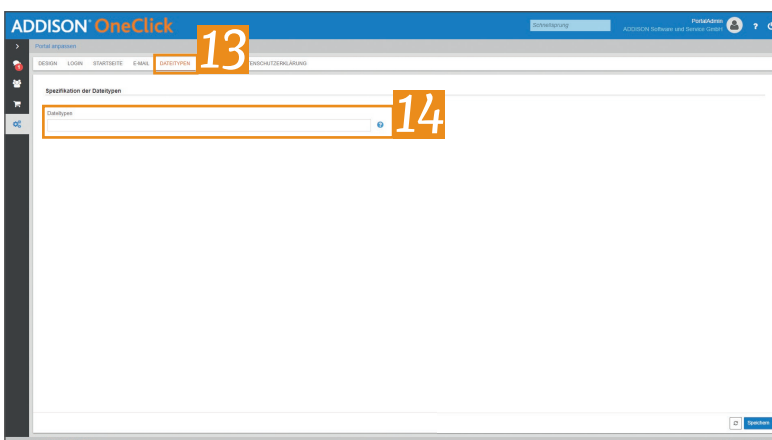 ADDISON OneClick
Schnellsprung
PortalAdmin
ADDISON Software und Service GmbH
?
Portal anpassen
13
DESIGN LOGIN STARTSEITE E-MAIL DATEITYPEN ENSCHUTZERKLÄRUNG
Spezifikation der Dateitypen
Dateitypen
?
14
Speichern